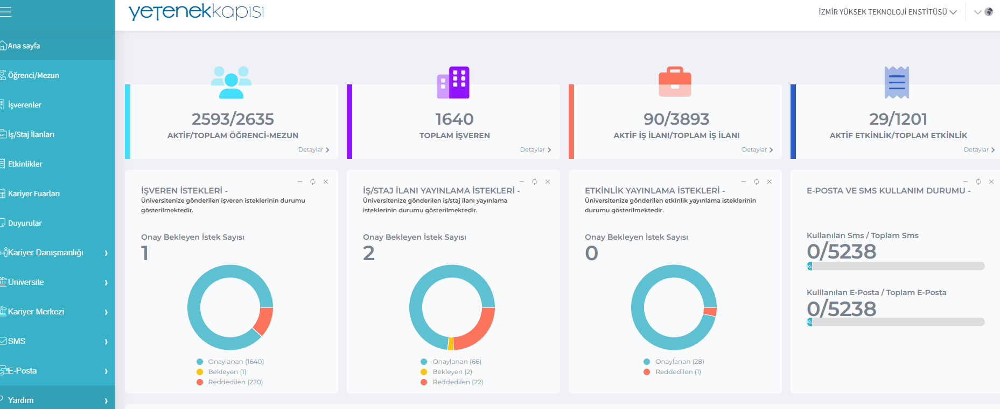 yetenekkapısı
İZMİR YÜKSEK TEKNOLOJİ ENSTİTÜSÜ
Ana sayfa
Öğrenci/Mezun
İşverenler
İş/Staj İlanları
Etkinlikler
Kariyer Fuarları
Duyurular
Kariyer Danışmanlığı
Üniversite
Kariyer Merkezi
SMS
E-Posta
Yardım
2593/2635
AKTİF/TOPLAM ÖĞRENCİ-MEZUN
Detaylar
1640
TOPLAM İŞVEREN
Detaylar
90/3893
AKTİF İŞ İLANI/TOPLAM İŞ İLANI
Detaylar
29/1201
AKTİF ETKİNLİK/TOPLAM ETKİNLİK
Detaylar
İŞVEREN İSTEKLERİ -
Üniversitenize gönderilen işveren isteklerinin durumu
gösterilmektedir.
Onay Bekleyen İstek Sayısı
1
Onaylanan (1640)
Bekleyen (1)
Reddedilen (220)
İŞ/STAJ İLANI YAYINLAMA İSTEKLERİ -
Üniversitenize gönderilen iş/staj ilanı yayınlama
isteklerinin durumu gösterilmektedir.
Onay Bekleyen İstek Sayısı
2
Onaylanan (66)
Bekleyen (2)
Reddedilen (22)
ETKİNLİK YAYINLAMA İSTEKLERİ -
Üniversitenize gönderilen etkinlik yayınlama isteklerinin
durumu gösterilmektedir.
Onay Bekleyen İstek Sayısı
0
Onaylanan (28)
Reddedilen (1)
E-POSTA VE SMS KULLANIM DURUMU -
Kullanılan Sms / Toplam Sms
0/5238
Ku
Kulllanılan E-Posta / Toplam E-Posta
0/5238
Ku